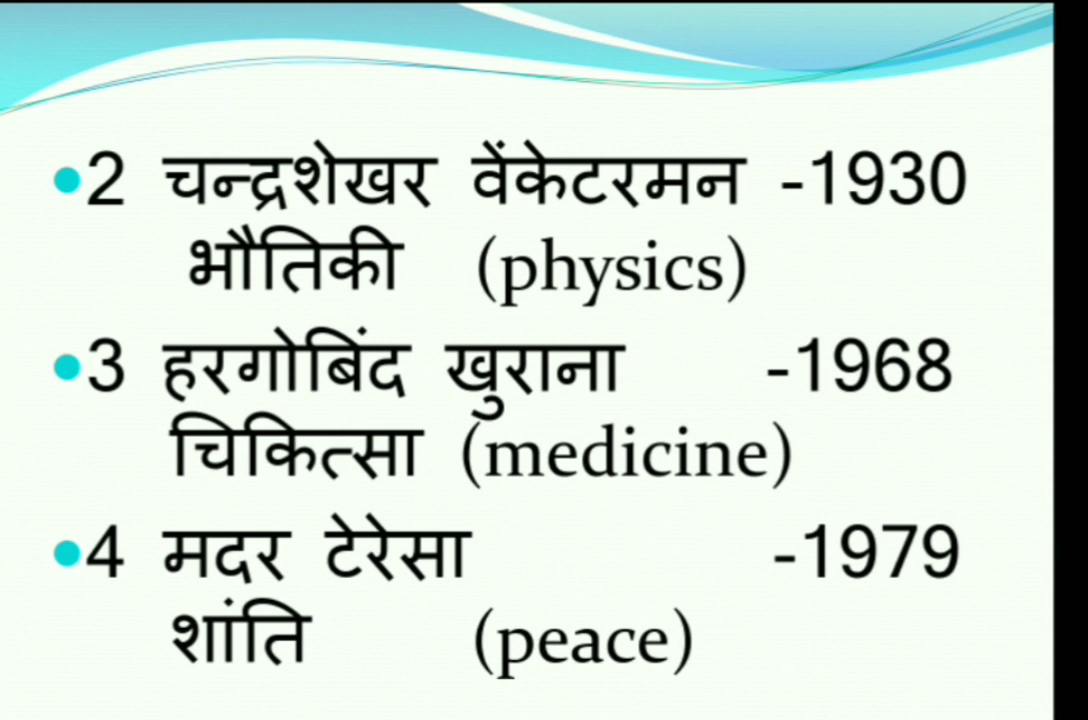 •2 चन्द्रशेखर वेंकेटरमन -1930
भौतिकी (physics)
•3 हरगोबिंद खुराना -1968
चिकित्सा (medicine)
•4 मदर टेरेसा -1979
शांति (peace)